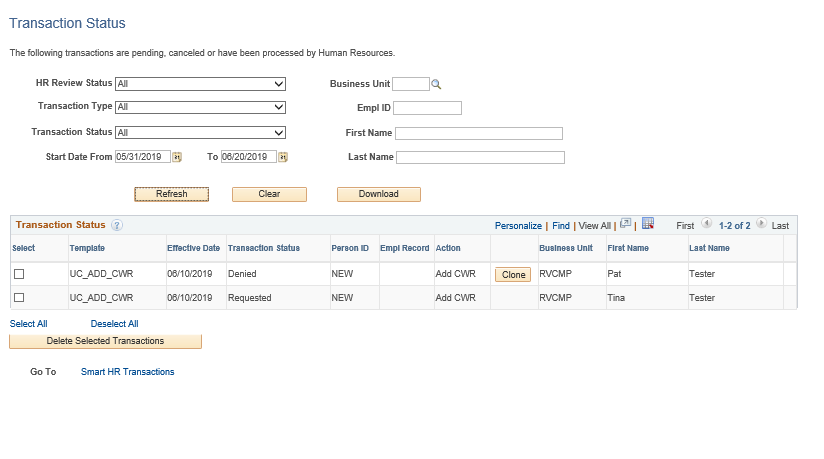 Transaction Status
The following transactions are pending, canceled or have been processed by Human Resources.
HR Review Status All Business Unit
Transaction Type All Empl ID
Transaction Status All First Name
Start Date From 05/31/2019 To 06/20/2019 Last Name
Refresh Clear Download
Transaction Status ? Personalize | Find | View All | | First 1-2 of 2 Last
Select Template Effective Date Transaction Status Person ID Empl Record Action Business Unit First Name Last Name
UC_ADD_CWR 06/10/2019 Denied NEW Add CWR Clone RVCMP Pat Tester
UC_ADD_CWR 06/10/2019 Requested NEW Add CWR RVCMP Tina Tester
Select All Deselect All
Delete Selected Transactions
Go To Smart HR Transactions